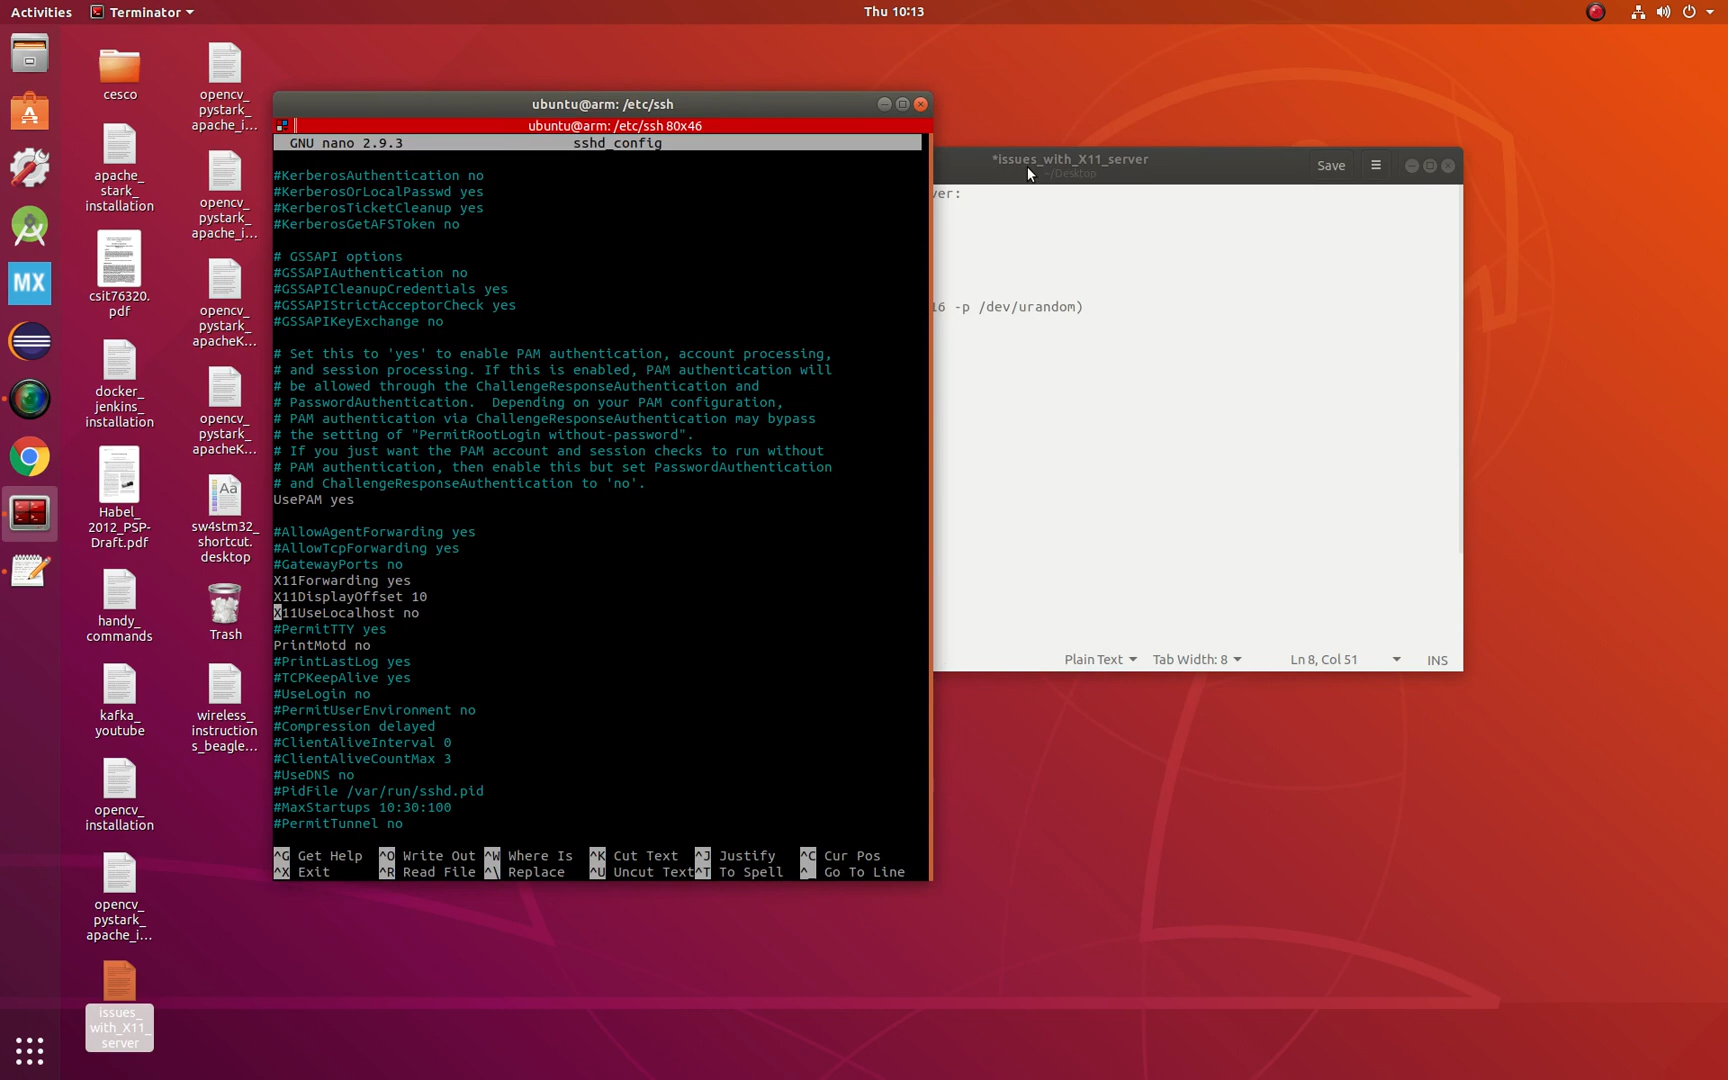 Activities
Terminator
Thu 10:13
cesco
apache_
stark_
installation
csit76320.
pdf
docker_
jenkins_
installation
Habel_
2012_PSP-
Draft.pdf
handy_
commands
kafka_
youtube
opencv_
installation
opencv_
pystark_
apache_i...
issues_
with_X11_
server
opencv_
pystark_
apache_i...
opencv_
pystark_
apache_i...
opencv_
pystark_
apacheK...
opencv_
pystark_
apacheK...
Aa
sw4stm32_
shortcut.
desktop
Trash
wireless_
instruction
s_beagle...
MX
ubuntu@arm: /etc/ssh
ubuntu@arm: /etc/ssh 80x46
GNU nano 2.9.3 sshd_config
#KerberosAuthentication no
#KerberosOrLocalPasswd yes
#KerberosTicketCleanup yes
#KerberosGetAFSToken no
# GSSAPI options
#GSSAPIAuthentication no
#GSSAPICleanupCredentials yes
#GSSAPIStrictAcceptorCheck yes
#GSSAPIKeyExchange no
# Set this to 'yes' to enable PAM authentication, account processing,
# and session processing. If this is enabled, PAM authentication will
# be allowed through the ChallengeResponseAuthentication and
# PasswordAuthentication.  Depending on your PAM configuration,
# PAM authentication via ChallengeResponseAuthentication may bypass
# the setting of "PermitRootLogin without-password".
# If you just want the PAM account and session checks to run without
# PAM authentication, then enable this but set PasswordAuthentication
# and ChallengeResponseAuthentication to 'no'.
UsePAM yes
#AllowAgentForwarding yes
#AllowTcpForwarding yes
#GatewayPorts no
X11Forwarding yes
X11DisplayOffset 10
X11UseLocalhost no
#PermitTTY yes
PrintMotd no
#PrintLastLog yes
#TCPKeepAlive yes
#UseLogin no
#PermitUserEnvironment no
#Compression delayed
#ClientAliveInterval 0
#ClientAliveCountMax 3
#UseDNS no
#PidFile /var/run/sshd.pid
#MaxStartups 10:30:100
#PermitTunnel no
^G Get Help ^O Write Out ^W Where Is ^K Cut Text ^J Justify ^C Cur Pos
^X Exit ^R Read File ^\ Replace ^U Uncut Text ^T To Spell ^_ Go To Line
*issues_with_X11_server
~/Desktop
Save
ver:
16 -p /dev/urandom)
Plain Text Tab Width: 8 Ln 8, Col 51 INS